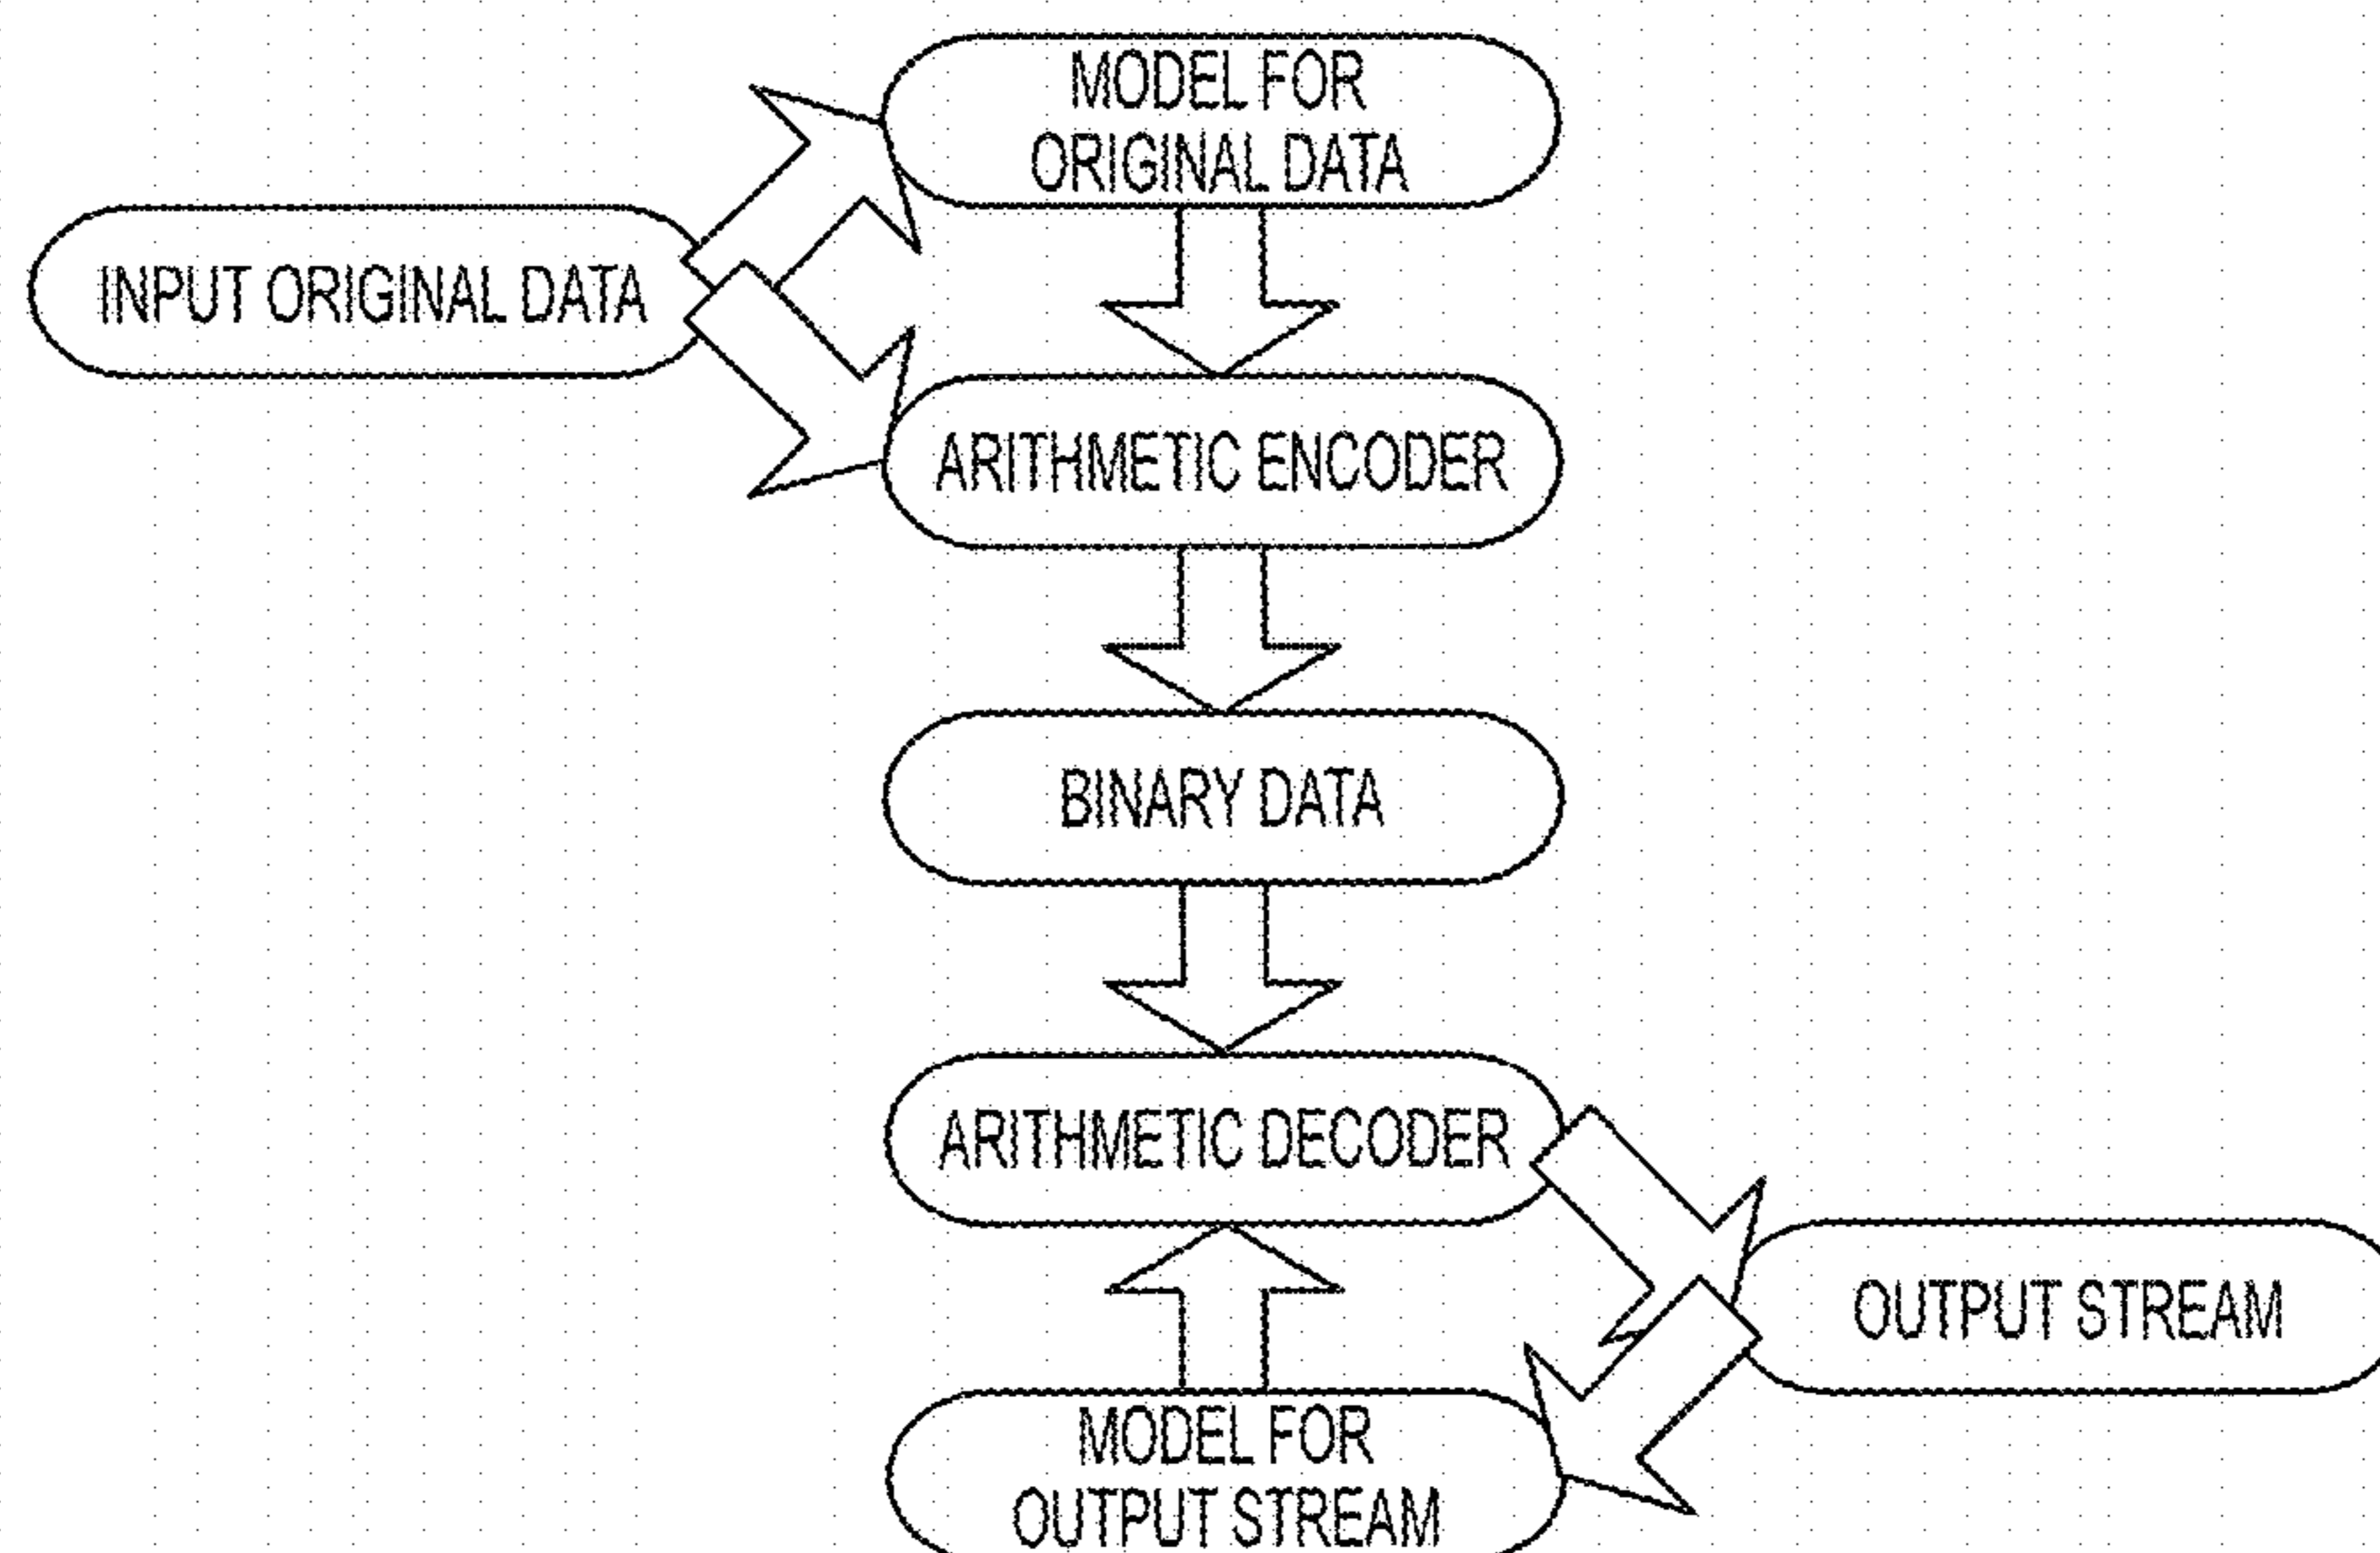 MODEL FOR
ORIGINAL DATA
INPUT ORIGINAL DATA
ARITHMETIC ENCODER
BINARY DATA
ARITHMETIC DECODER
OUTPUT STREAM
MODEL FOR
OUTPUT STREAM